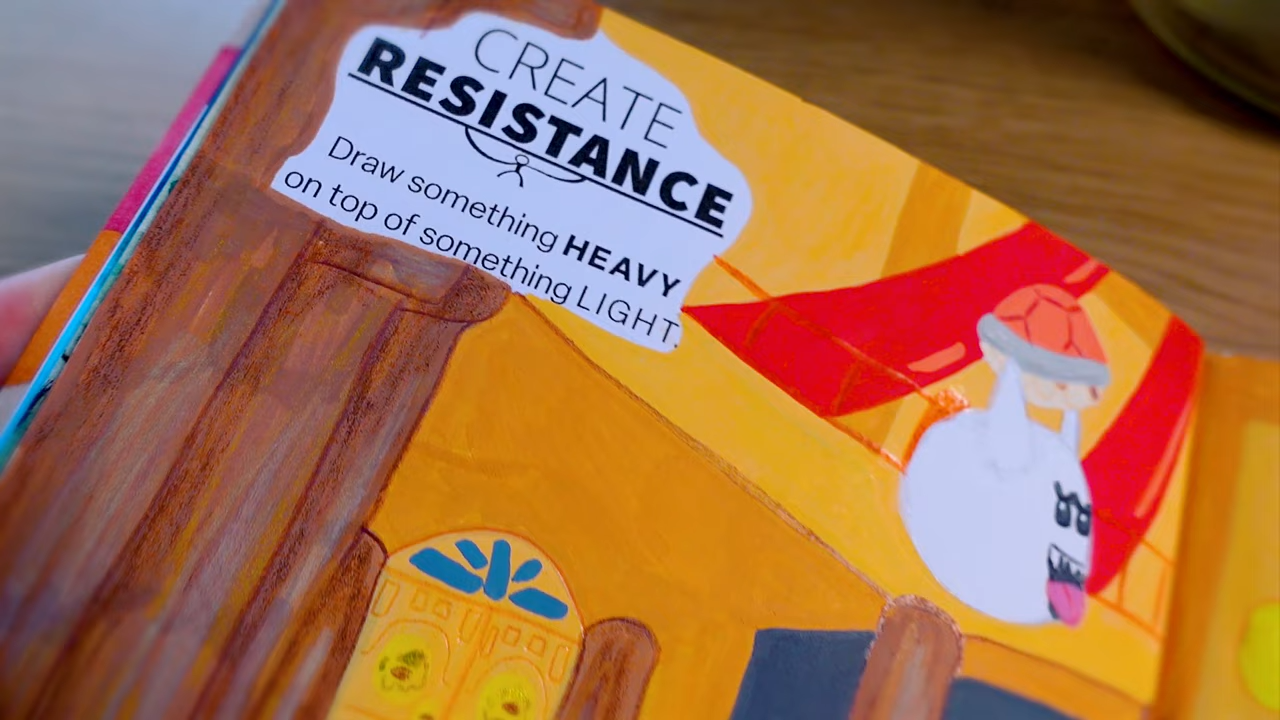 CREATE
RESISTANCE
Draw something HEAVY
on top of something LIGHT.